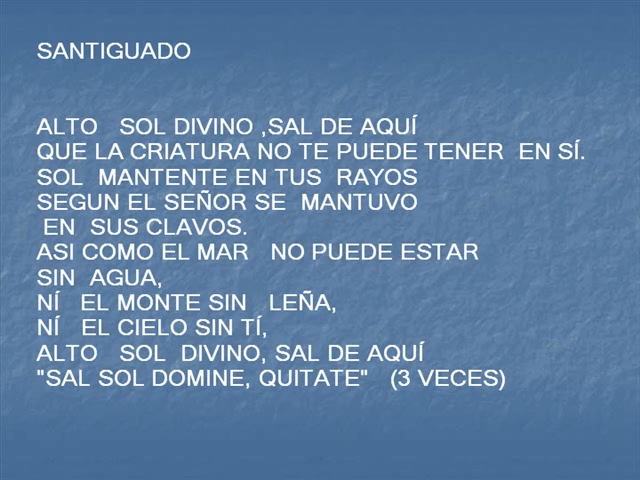 SANTIGUADO
ALTO   SOL DIVINO ,SAL DE AQUÍ
QUE LA CRIATURA NO TE PUEDE TENER  EN SÍ.
SOL  MANTENTE EN TUS  RAYOS
SEGUN EL SEÑOR SE  MANTUVO
EN  SUS CLAVOS.
ASI COMO EL MAR   NO PUEDE ESTAR
SIN  AGUA,
NÍ   EL MONTE SIN   LEÑA,
NÍ   EL CIELO SIN TÍ,
ALTO   SOL  DIVINO, SAL DE AQUÍ
"SAL SOL DOMINE, QUITATE"   (3 VECES)